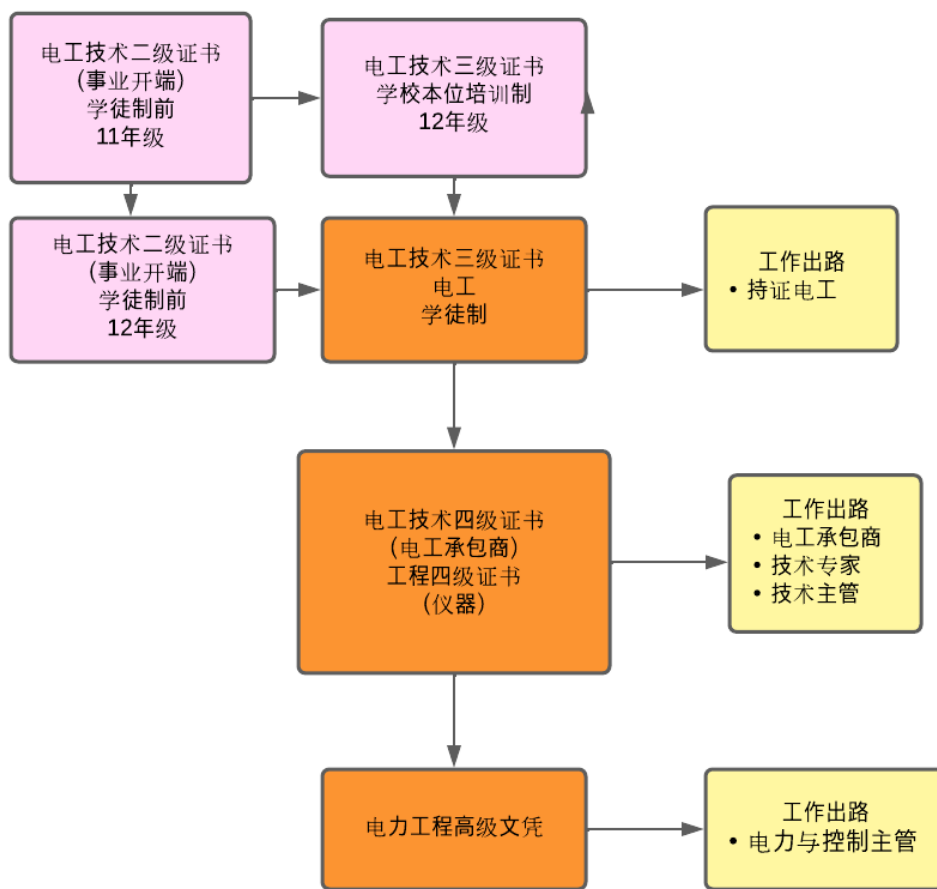 电工技术二级证书
（事业开端）
学徒制前
11年级
电工技术三级证书
学校本位培训制
12年级
电工技术二级证书
（事业开端）
学徒制前
12年级
电工技术三级证书
电工
学徒制
工作出路
• 持证电工
电工技术四级证书
（电工承包商）
工程四级证书
（仪器）
工作出路
• 电工承包商
• 技术专家
• 技术主管
电力工程高级文凭
工作出路
• 电力与控制主管